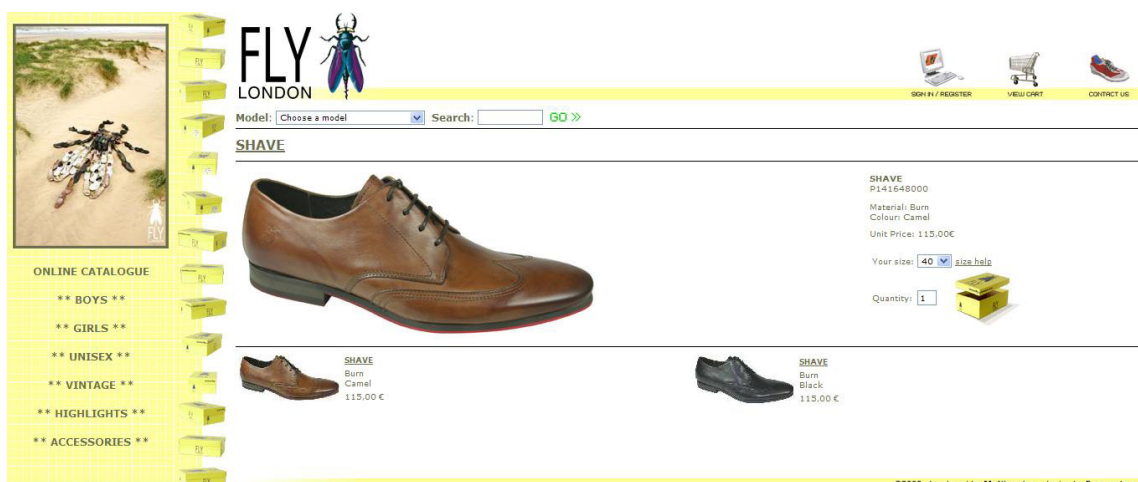 FLY
LONDON
SIGN IN / REGISTER
VIEW CART
CONTACT US
Model: Choose a model Search: GO »
SHAVE
SHAVE
P141648000
Material: Burn
Colour: Camel
Unit Price: 115,00€
Your size: 40 size help
Quantity: 1
ONLINE CATALOGUE
** BOYS **
** GIRLS **
** UNISEX **
** VINTAGE **
** HIGHLIGHTS **
** ACCESSORIES **
SHAVE
Burn
Camel
115,00 €
SHAVE
Burn
Black
115,00 €